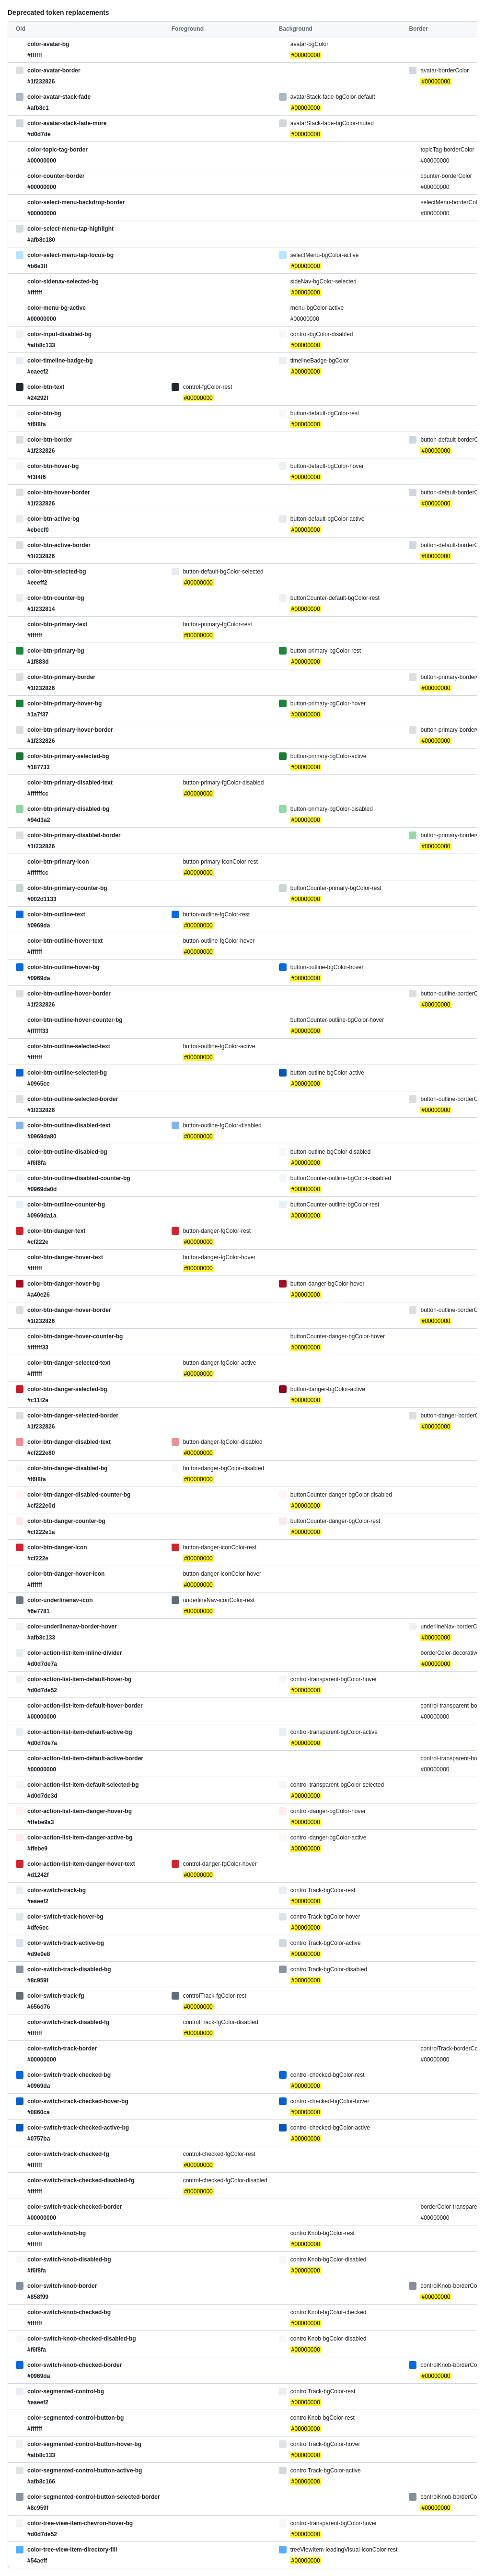 Deprecated token replacements
Old Foreground Background Border
color-avatar-bg avatar-bgColor
#ffffff #00000000
color-avatar-border avatar-borderColor
#1f232826 #00000000
color-avatar-stack-fade avatarStack-fade-bgColor-default
#afb8c1 #00000000
color-avatar-stack-fade-more avatarStack-fade-bgColor-muted
#d0d7de #00000000
color-topic-tag-border topicTag-borderColor
#00000000 #00000000
color-counter-border counter-borderColor
#00000000 #00000000
color-select-menu-backdrop-border selectMenu-borderCol
#00000000 #00000000
color-select-menu-tap-highlight
#afb8c180
color-select-menu-tap-focus-bg selectMenu-bgColor-active
#b6e3ff #00000000
color-sidenav-selected-bg sideNav-bgColor-selected
#ffffff #00000000
color-menu-bg-active menu-bgColor-active
#00000000 #00000000
color-input-disabled-bg control-bgColor-disabled
#afb8c133 #00000000
color-timeline-badge-bg timelineBadge-bgColor
#eaeef2 #00000000
color-btn-text control-fgColor-rest
#24292f #00000000
color-btn-bg button-default-bgColor-rest
#f6f8fa #00000000
color-btn-border button-default-borderC
#1f232826 #00000000
color-btn-hover-bg button-default-bgColor-hover
#f3f4f6 #00000000
color-btn-hover-border button-default-borderC
#1f232826 #00000000
color-btn-active-bg button-default-bgColor-active
#ebecf0 #00000000
color-btn-active-border button-default-borderC
#1f232826 #00000000
color-btn-selected-bg button-default-bgColor-selected
#eeeff2 #00000000
color-btn-counter-bg buttonCounter-default-bgColor-rest
#1f232814 #00000000
color-btn-primary-text button-primary-fgColor-rest
#ffffff #00000000
color-btn-primary-bg button-primary-bgColor-rest
#1f883d #00000000
color-btn-primary-border button-primary-border
#1f232826 #00000000
color-btn-primary-hover-bg button-primary-bgColor-hover
#1a7f37 #00000000
color-btn-primary-hover-border button-primary-border
#1f232826 #00000000
color-btn-primary-selected-bg button-primary-bgColor-active
#187733 #00000000
color-btn-primary-disabled-text button-primary-fgColor-disabled
#ffffffcc #00000000
color-btn-primary-disabled-bg button-primary-bgColor-disabled
#94d3a2 #00000000
color-btn-primary-disabled-border button-primary-border
#1f232826 #00000000
color-btn-primary-icon button-primary-iconColor-rest
#ffffffcc #00000000
color-btn-primary-counter-bg buttonCounter-primary-bgColor-rest
#002d1133 #00000000
color-btn-outline-text button-outline-fgColor-rest
#0969da #00000000
color-btn-outline-hover-text button-outline-fgColor-hover
#ffffff #00000000
color-btn-outline-hover-bg button-outline-bgColor-hover
#0969da #00000000
color-btn-outline-hover-border button-outline-borderC
#1f232826 #00000000
color-btn-outline-hover-counter-bg buttonCounter-outline-bgColor-hover
#ffffff33 #00000000
color-btn-outline-selected-text button-outline-fgColor-active
#ffffff #00000000
color-btn-outline-selected-bg button-outline-bgColor-active
#0965ce #00000000
color-btn-outline-selected-border button-outline-borderC
#1f232826 #00000000
color-btn-outline-disabled-text button-outline-fgColor-disabled
#0969da80 #00000000
color-btn-outline-disabled-bg button-outline-bgColor-disabled
#f6f8fa #00000000
color-btn-outline-disabled-counter-bg buttonCounter-outline-bgColor-disabled
#0969da0d #00000000
color-btn-outline-counter-bg buttonCounter-outline-bgColor-rest
#0969da1a #00000000
color-btn-danger-text button-danger-fgColor-rest
#cf222e #00000000
color-btn-danger-hover-text button-danger-fgColor-hover
#ffffff #00000000
color-btn-danger-hover-bg button-danger-bgColor-hover
#a40e26 #00000000
color-btn-danger-hover-border button-outline-borderC
#1f232826 #00000000
color-btn-danger-hover-counter-bg buttonCounter-danger-bgColor-hover
#ffffff33 #00000000
color-btn-danger-selected-text button-danger-fgColor-active
#ffffff #00000000
color-btn-danger-selected-bg button-danger-bgColor-active
#c11f2a #00000000
color-btn-danger-selected-border button-danger-borderC
#1f232826 #00000000
color-btn-danger-disabled-text button-danger-fgColor-disabled
#cf222e80 #00000000
color-btn-danger-disabled-bg button-danger-bgColor-disabled
#f6f8fa #00000000
color-btn-danger-disabled-counter-bg buttonCounter-danger-bgColor-disabled
#cf222e0d #00000000
color-btn-danger-counter-bg buttonCounter-danger-bgColor-rest
#cf222e1a #00000000
color-btn-danger-icon button-danger-iconColor-rest
#cf222e #00000000
color-btn-danger-hover-icon button-danger-iconColor-hover
#ffffff #00000000
color-underlinenav-icon underlineNav-iconColor-rest
#6e7781 #00000000
color-underlinenav-border-hover underlineNav-borderC
#afb8c133 #00000000
color-action-list-item-inline-divider borderColor-decorative
#d0d7de7a #00000000
color-action-list-item-default-hover-bg control-transparent-bgColor-hover
#d0d7de52 #00000000
color-action-list-item-default-hover-border control-transparent-bo
#00000000 #00000000
color-action-list-item-default-active-bg control-transparent-bgColor-active
#d0d7de7a #00000000
color-action-list-item-default-active-border control-transparent-bo
#00000000 #00000000
color-action-list-item-default-selected-bg control-transparent-bgColor-selected
#d0d7de3d #00000000
color-action-list-item-danger-hover-bg control-danger-bgColor-hover
#ffebe9a3 #00000000
color-action-list-item-danger-active-bg control-danger-bgColor-active
#ffebe9 #00000000
color-action-list-item-danger-hover-text control-danger-fgColor-hover
#d1242f #00000000
color-switch-track-bg controlTrack-bgColor-rest
#eaeef2 #00000000
color-switch-track-hover-bg controlTrack-bgColor-hover
#dfe6ec #00000000
color-switch-track-active-bg controlTrack-bgColor-active
#d9e0e8 #00000000
color-switch-track-disabled-bg controlTrack-bgColor-disabled
#8c959f #00000000
color-switch-track-fg controlTrack-fgColor-rest
#656d76 #00000000
color-switch-track-disabled-fg controlTrack-fgColor-disabled
#ffffff #00000000
color-switch-track-border controlTrack-borderCo
#00000000 #00000000
color-switch-track-checked-bg control-checked-bgColor-rest
#0969da #00000000
color-switch-track-checked-hover-bg control-checked-bgColor-hover
#0860ca #00000000
color-switch-track-checked-active-bg control-checked-bgColor-active
#0757ba #00000000
color-switch-track-checked-fg control-checked-fgColor-rest
#ffffff #00000000
color-switch-track-checked-disabled-fg control-checked-fgColor-disabled
#ffffff #00000000
color-switch-track-checked-border borderColor-transpare
#00000000 #00000000
color-switch-knob-bg controlKnob-bgColor-rest
#ffffff #00000000
color-switch-knob-disabled-bg controlKnob-bgColor-disabled
#f6f8fa #00000000
color-switch-knob-border controlKnob-borderCo
#858f99 #00000000
color-switch-knob-checked-bg controlKnob-bgColor-checked
#ffffff #00000000
color-switch-knob-checked-disabled-bg controlKnob-bgColor-disabled
#f6f8fa #00000000
color-switch-knob-checked-border controlKnob-borderCo
#0969da #00000000
color-segmented-control-bg controlTrack-bgColor-rest
#eaeef2 #00000000
color-segmented-control-button-bg controlKnob-bgColor-rest
#ffffff #00000000
color-segmented-control-button-hover-bg controlTrack-bgColor-hover
#afb8c133 #00000000
color-segmented-control-button-active-bg controlTrack-bgColor-active
#afb8c166 #00000000
color-segmented-control-button-selected-border controlKnob-borderCo
#8c959f #00000000
color-tree-view-item-chevron-hover-bg control-transparent-bgColor-hover
#d0d7de52 #00000000
color-tree-view-item-directory-fill treeViewItem-leadingVisual-iconColor-rest
#54aeff #00000000